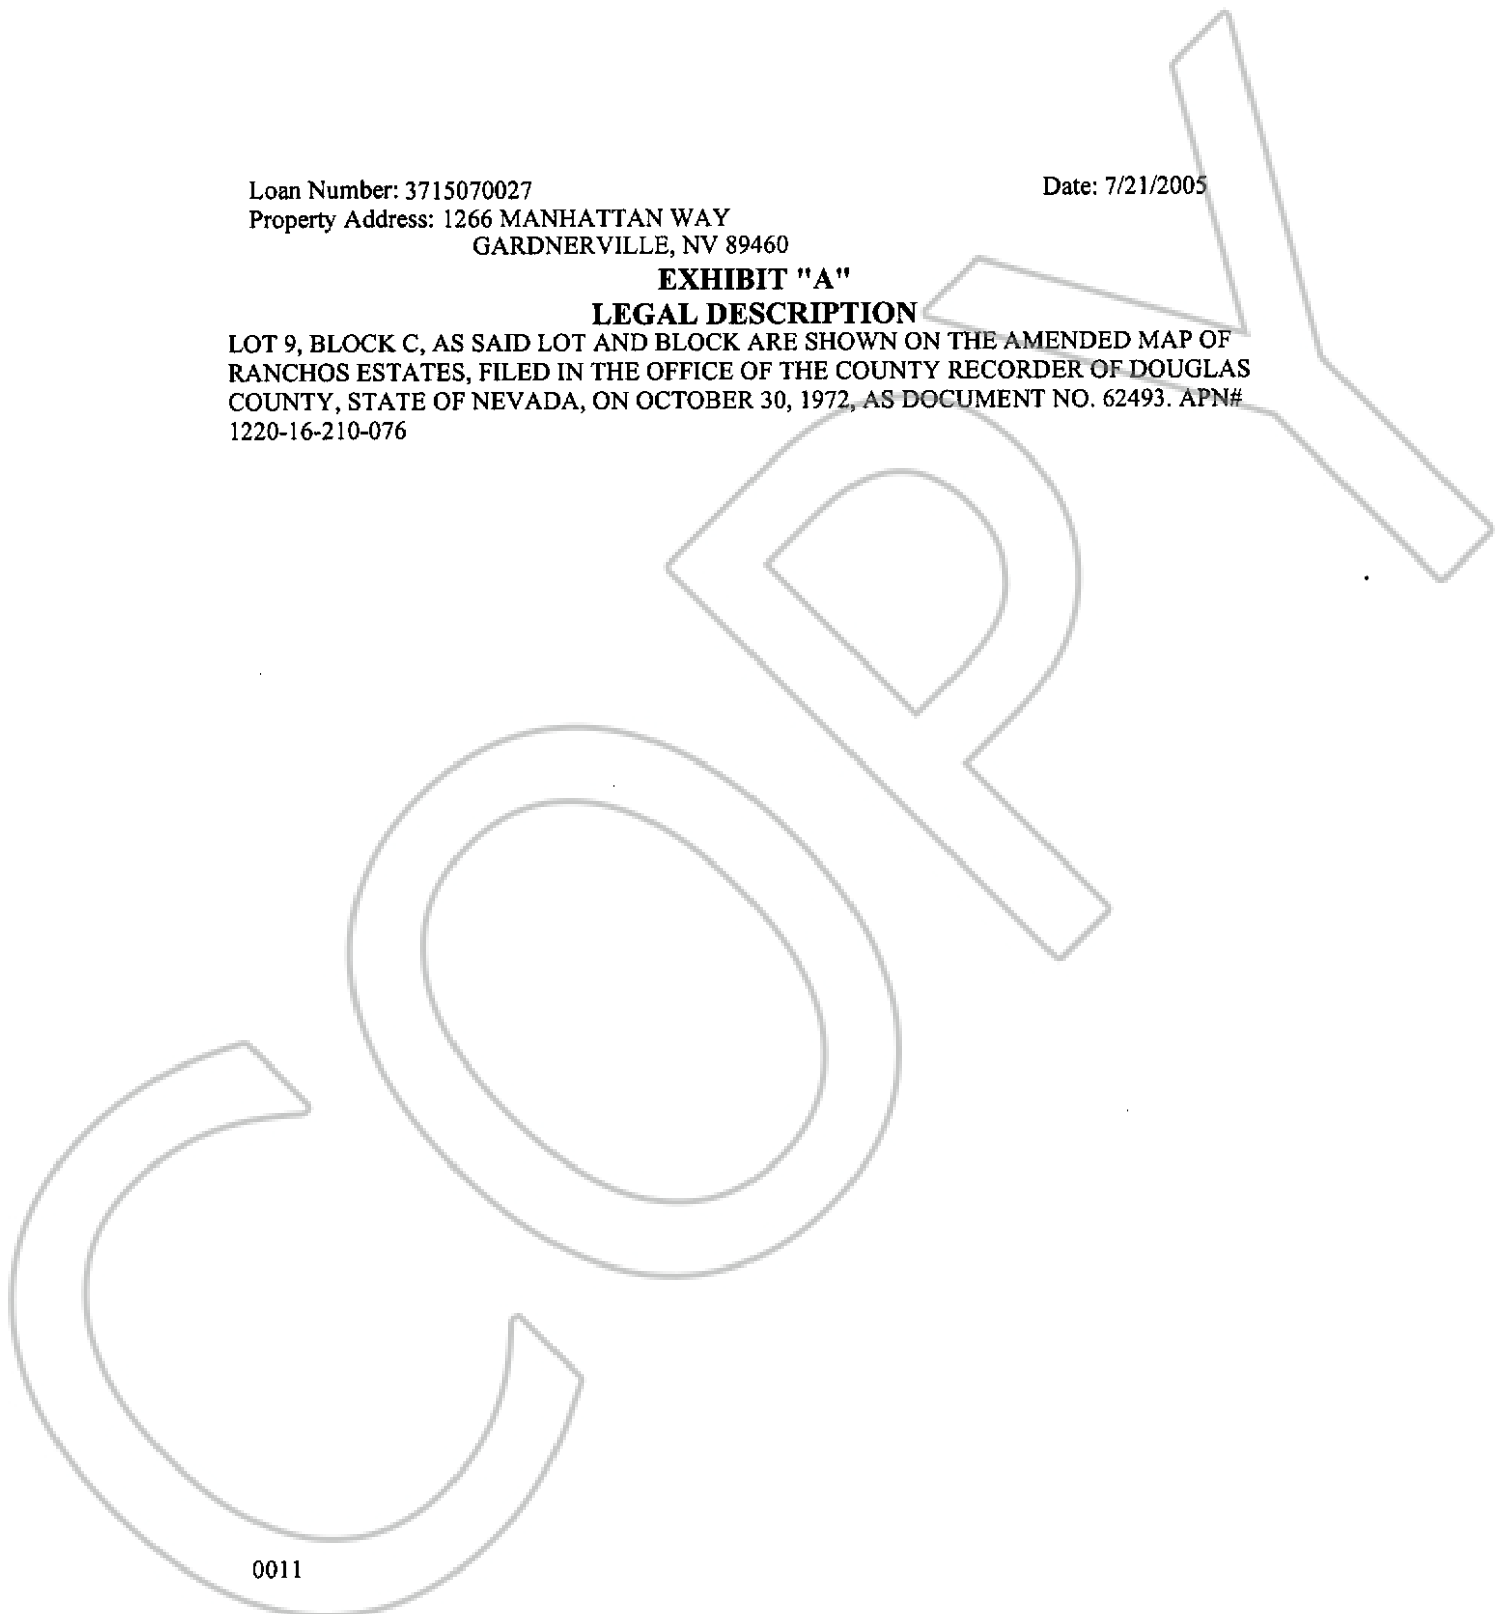 Loan Number: 3715070027
Date: 7/21/2005
Property Address: 1266 MANHATTAN WAY
GARDNERVILLE, NV 89460
EXHIBIT "A"
LEGAL DESCRIPTION
LOT 9, BLOCK C, AS SAID LOT AND BLOCK ARE SHOWN ON THE AMENDED MAP OF
RANCHOS ESTATES, FILED IN THE OFFICE OF THE COUNTY RECORDER OF DOUGLAS
COUNTY, STATE OF NEVADA, ON OCTOBER 30, 1972, AS DOCUMENT NO. 62493. APN#
1220-16-210-076
COPY
0011